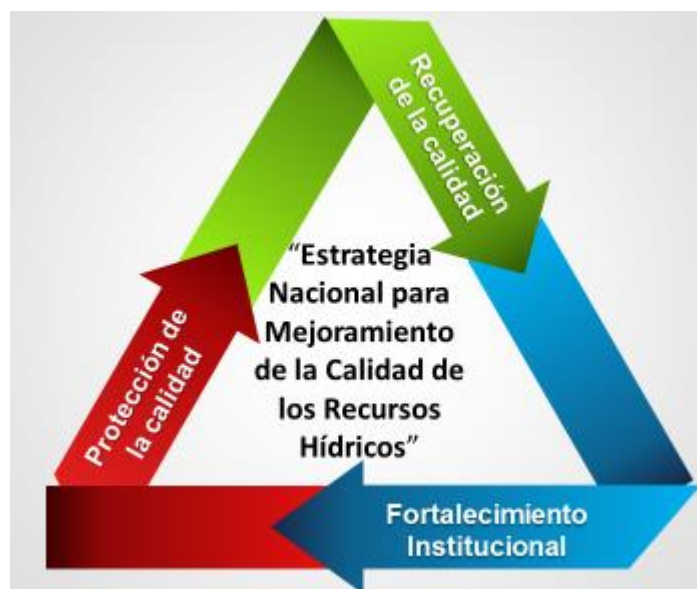 Recuperación
de la calidad
“Estrategia
Nacional para
Mejoramiento
de la Calidad de
los Recursos
Hídricos”
Protección de
la calidad
Fortalecimiento
Institucional